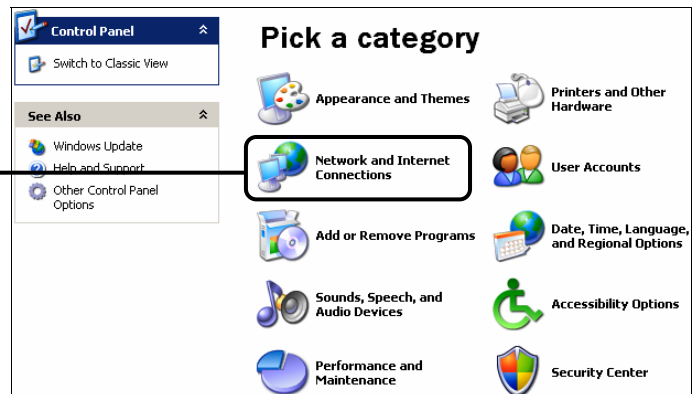 Control Panel
Switch to Classic View
See Also
Windows Update
Help and Support
Other Control Panel
Options
Pick a category
Appearance and Themes
Printers and Other
Hardware
Network and Internet
Connections
User Accounts
Add or Remove Programs
Date, Time, Language,
and Regional Options
Sounds, Speech, and
Audio Devices
Accessibility Options
Performance and
Maintenance
Security Center